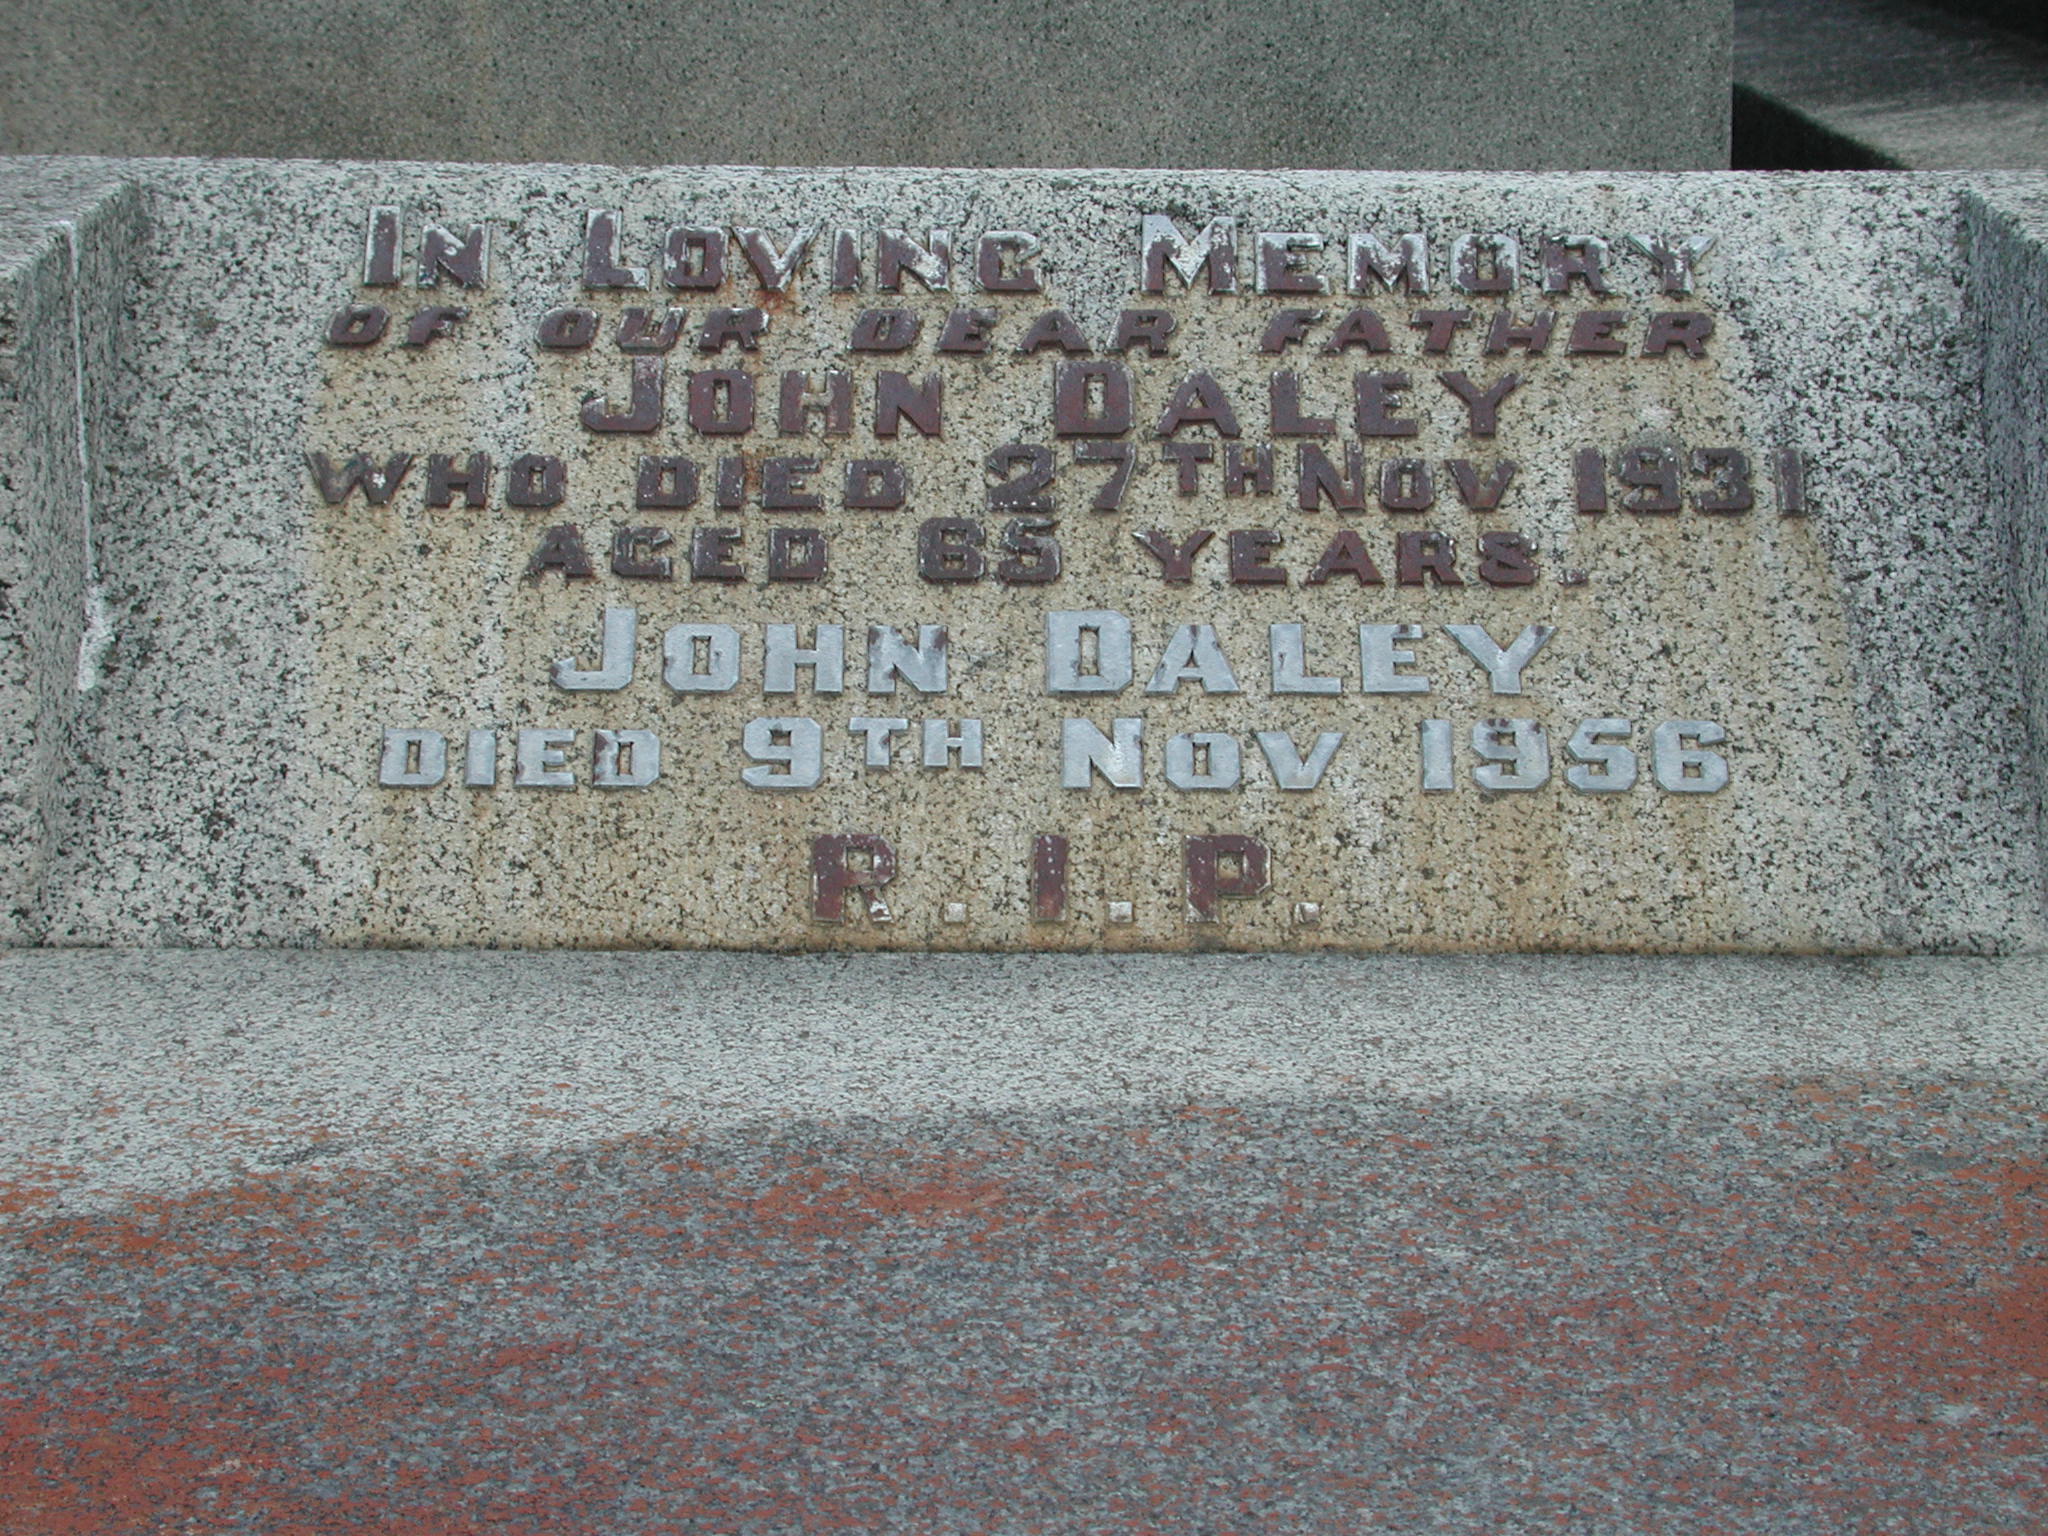 In Loving Memory
OF OUR DEAR FATHER
John Daley
WHO DIED 27TH Nov 1931
AGED 65 YEARS.
John Daley
DIED 9TH Nov 1956
R.I.P.